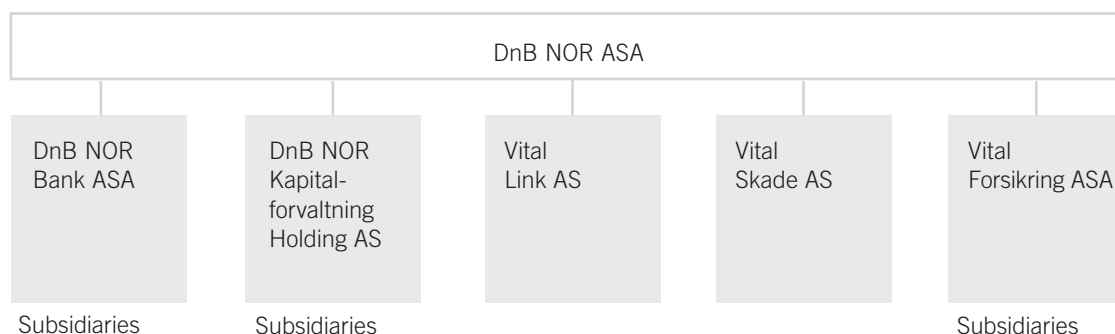 DnB NOR ASA
DnB NOR
Bank ASA
DnB NOR
Kapital-
forvaltning
Holding AS
Vital
Link AS
Vital
Skade AS
Vital
Forsikring ASA
Subsidiaries
Subsidiaries
Subsidiaries